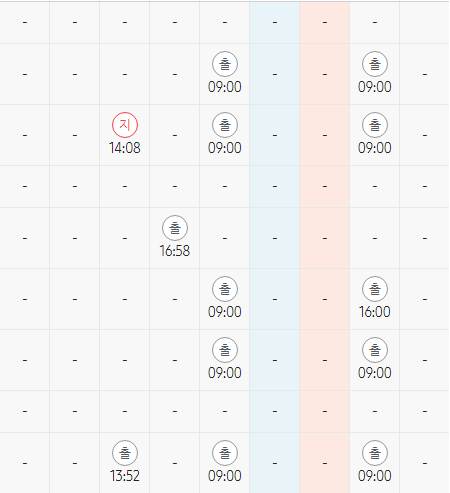 - - - - - - - -
- - - - 출 - - 출 -
09:00 09:00
- - 지 - 출 - - 출 -
14:08 09:00 09:00
- - - - - - - - -
- - - 출 - - - - -
16:58
- - - - 출 - - 출 -
09:00 16:00
- - - - 출 - - 출 -
09:00 09:00
- - - - - - - - -
- - 출 - 출 - - 출 -
13:52 09:00 09:00